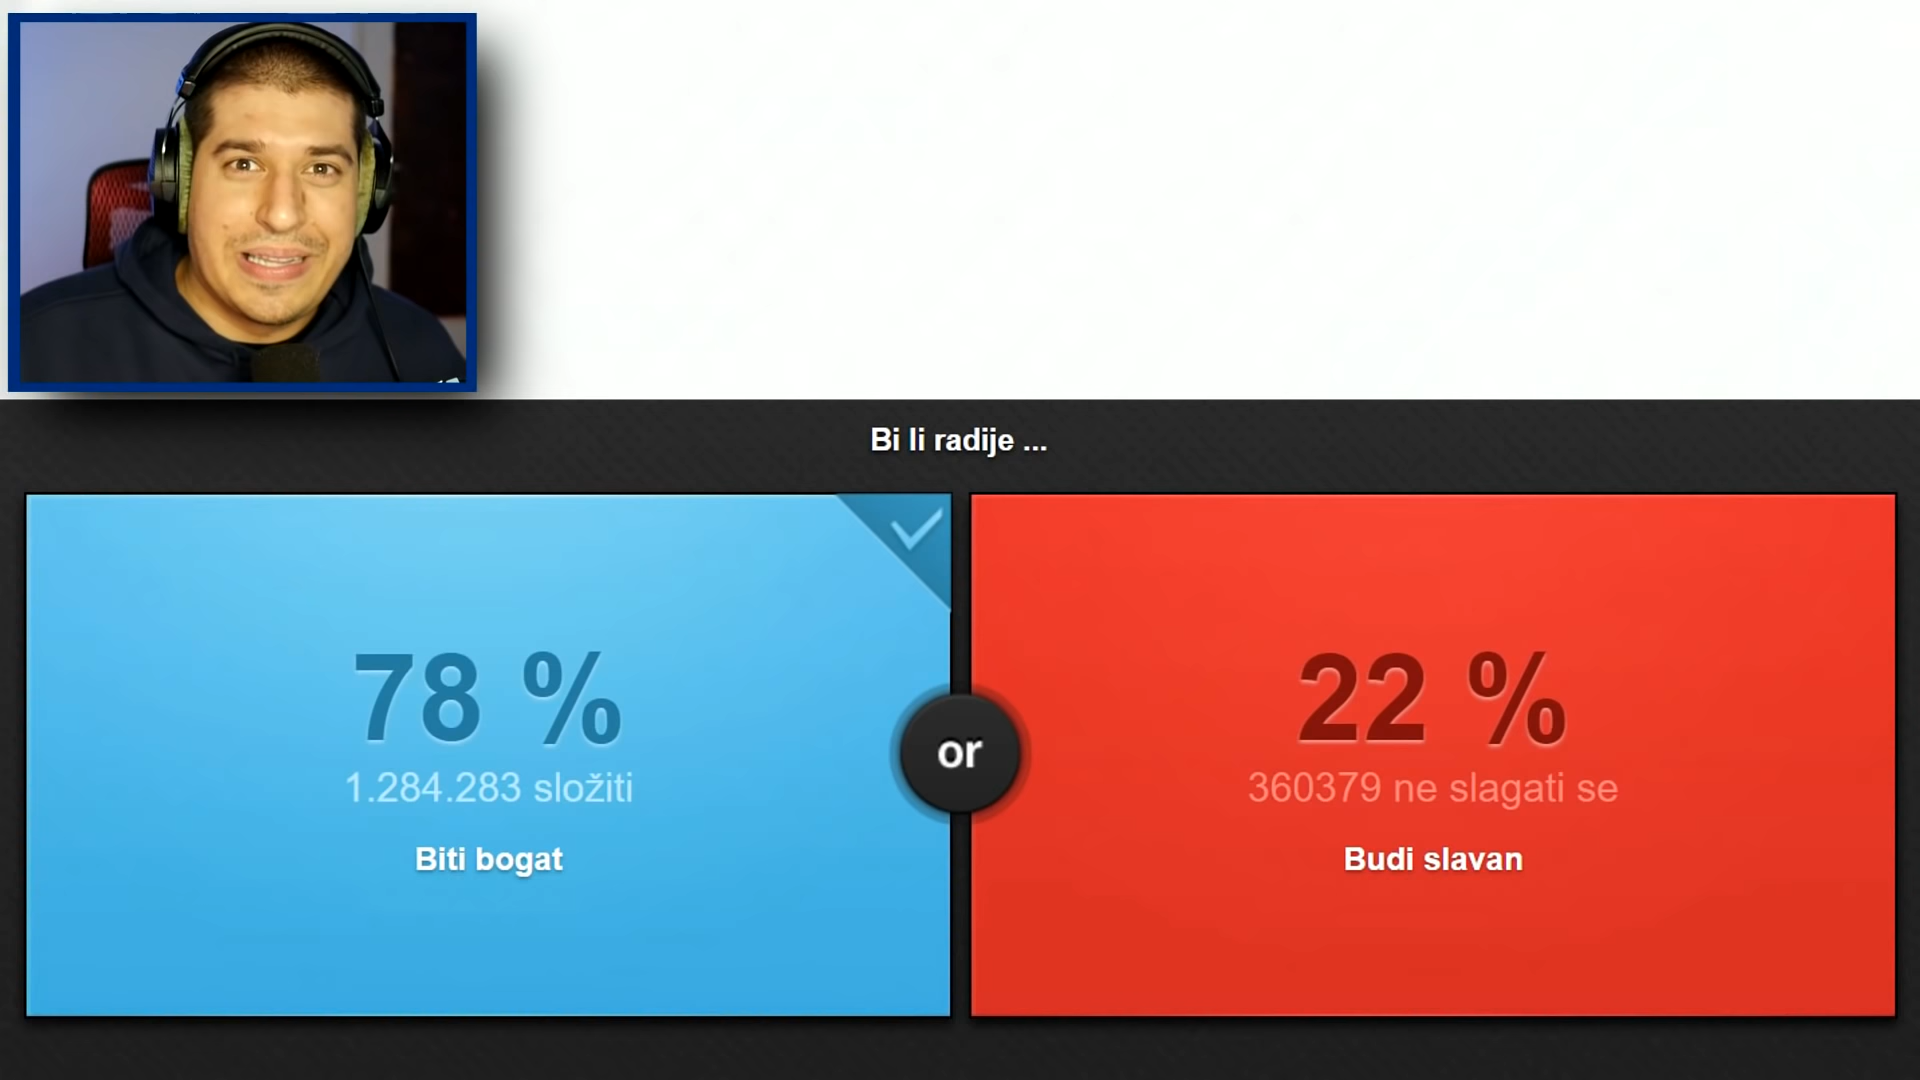 Bi li radije ...
78 %
1.284.283 složiti
Biti bogat
or
22 %
360379 ne slagati se
Budi slavan